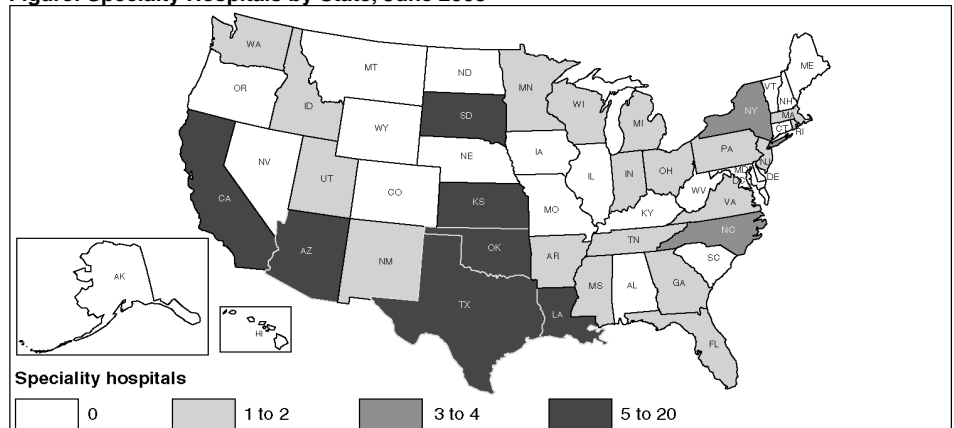 Figure: Specialty Hospitals by State, June 2003
WA
MT
ND
MN
ME
VT
NH
OR
ID
SD
WI
MI
NY
MA
CT
RI
WY
IA
PA
NJ
NE
OH
MD
DE
DC
NV
UT
CO
IL
IN
WV
VA
CA
KS
MO
KY
NC
TN
AZ
NM
OK
AR
SC
MS
AL
GA
TX
LA
FL
AK
HI
Speciality hospitals
0
1 to 2
3 to 4
5 to 20